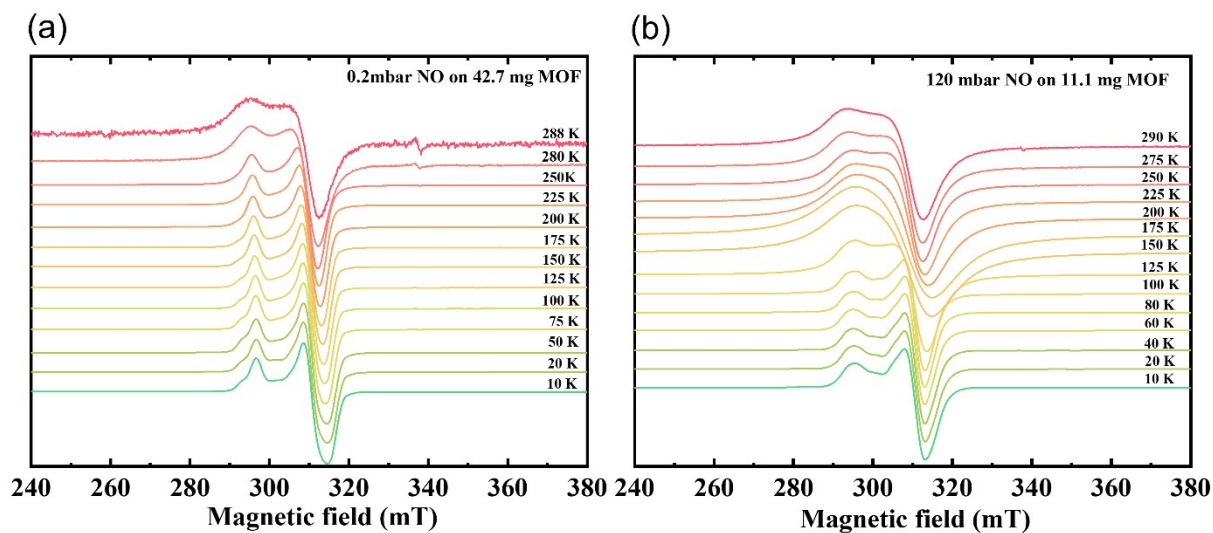 (a)
0.2mbar NO on 42.7 mg MOF
288 K
280 K
250K
225 K
200 K
175 K
150 K
125 K
100 K
75 K
50 K
20 K
10 K
240 260 280 300 320 340 360 380
Magnetic field (mT)
(b)
120 mbar NO on 11.1 mg MOF
290 K
275 K
250 K
225 K
200 K
175 K
150 K
125 K
100 K
80 K
60 K
40 K
20 K
10 K
240 260 280 300 320 340 360 380
Magnetic field (mT)